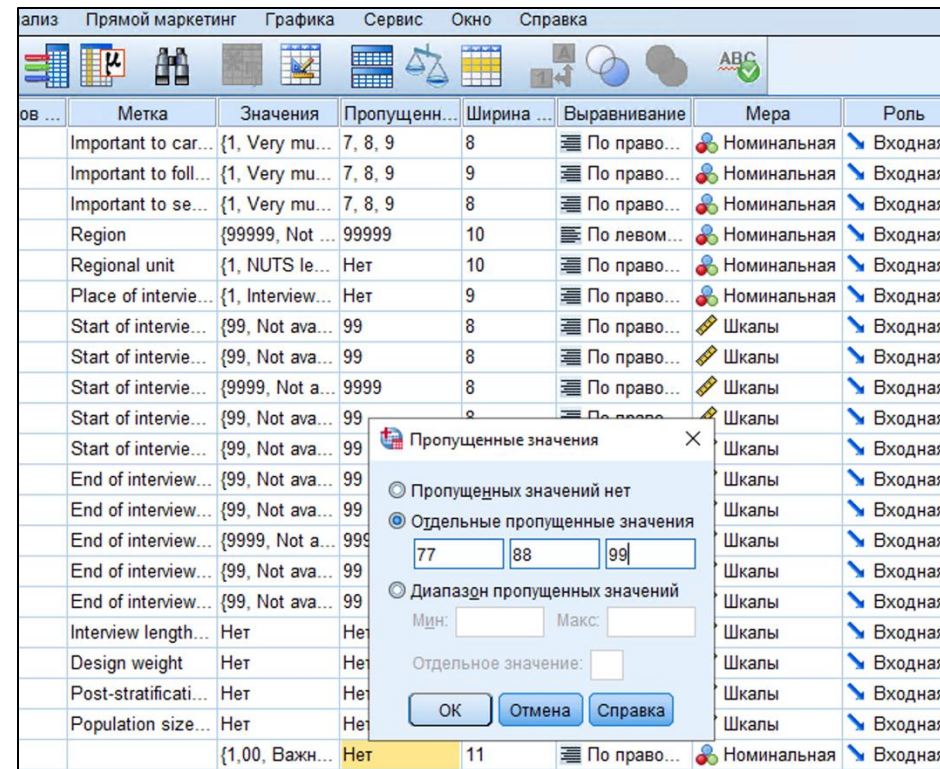 ализ Прямой маркетинг Графика Сервис Окно Справка
μ A 1 ABC
ов ... Метка Значения Пропущенн... Ширина ... Выравнивание Мера Роль
Important to car... {1, Very mu... 7, 8, 9 8 По право... Номинальная Входная
Important to foll... {1, Very mu... 7, 8, 9 9 По право... Номинальная Входная
Important to se... {1, Very mu... 7, 8, 9 8 По право... Номинальная Входная
Region {99999, Not ... 99999 10 По левом... Номинальная Входная
Regional unit {1, NUTS le... Нет 10 По право... Номинальная Входная
Place of intervie... {1, Interview... Нет 9 По право... Номинальная Входная
Start of intervie... {99, Not ava... 99 8 По право... Шкалы Входная
Start of intervie... {99, Not ava... 99 8 По право... Шкалы Входная
Start of intervie... {9999, Not a... 9999 8 По право... Шкалы Входная
Start of intervie... {99, Not ava... 99 Шкалы Входная
Start of intervie... {99, Not ava... 99 Шкалы Входная
End of interview... {99, Not ava... 99 Шкалы Входная
End of interview... {99, Not ava... 99 Шкалы Входная
End of interview... {9999, Not a... 999 Шкалы Входная
End of interview... {99, Not ava... 99 Шкалы Входная
End of interview... {99, Not ava... 99 Шкалы Входная
Interview length... Нет Нет Шкалы Входная
Design weight Нет Нет Шкалы Входная
Post-stratificati... Нет Нет Шкалы Входная
Population size... Нет Нет Шкалы Входная
{1,00, Важн... Нет 11 По право... Номинальная Входная
Пропущенные значения
Пропущенных значений нет
Отдельные пропущенные значения
77 88 99
Диапазон пропущенных значений
Мин: Макс:
Отдельное значение:
ОК Отмена Справка